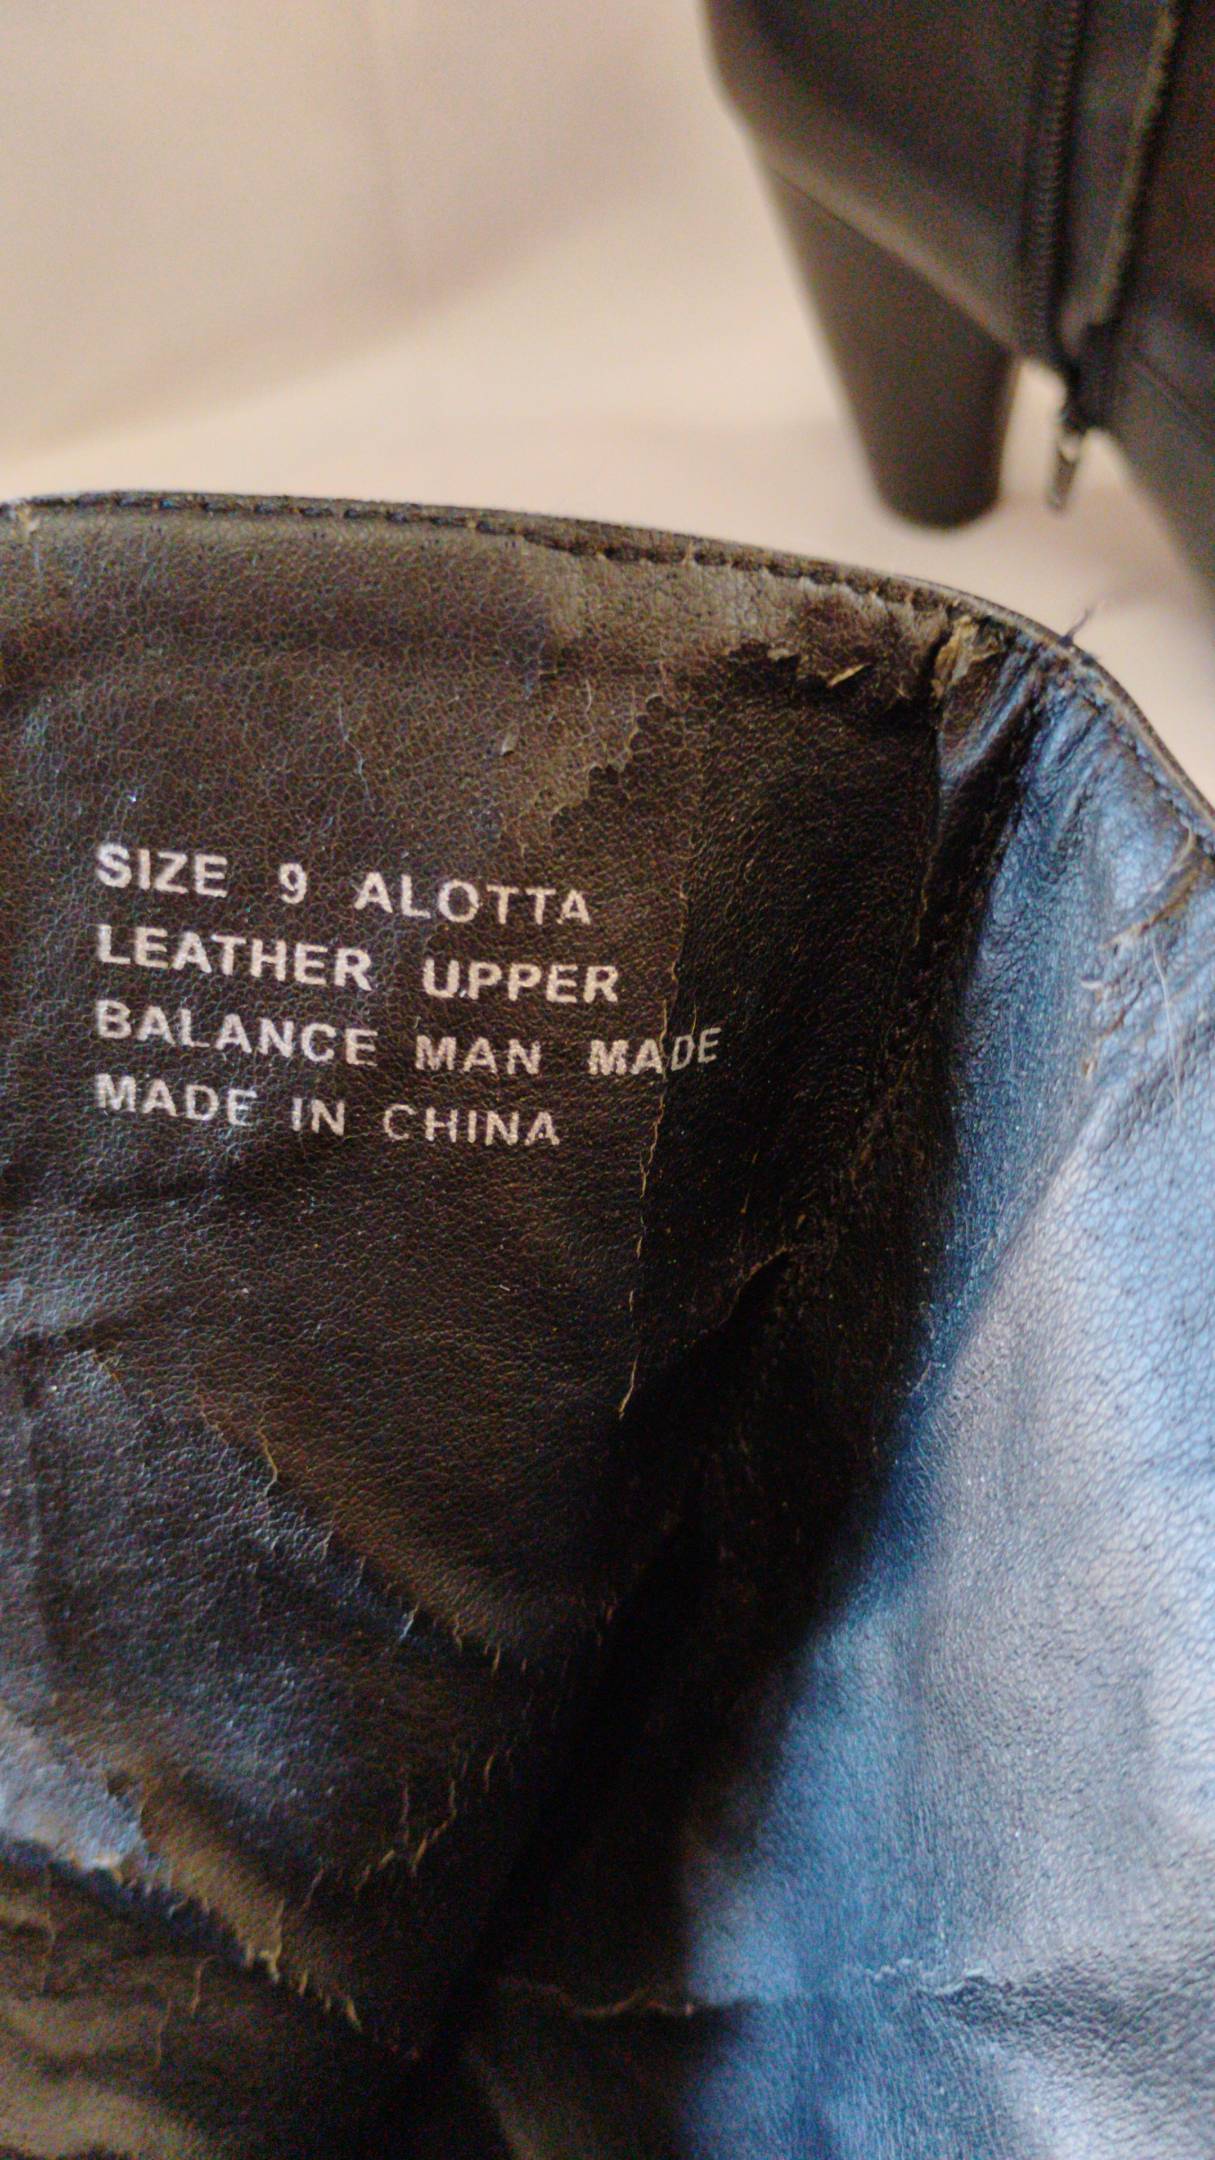 SIZE 9 ALOTTA
LEATHER UPPER
BALANCE MAN MADE
MADE IN CHINA